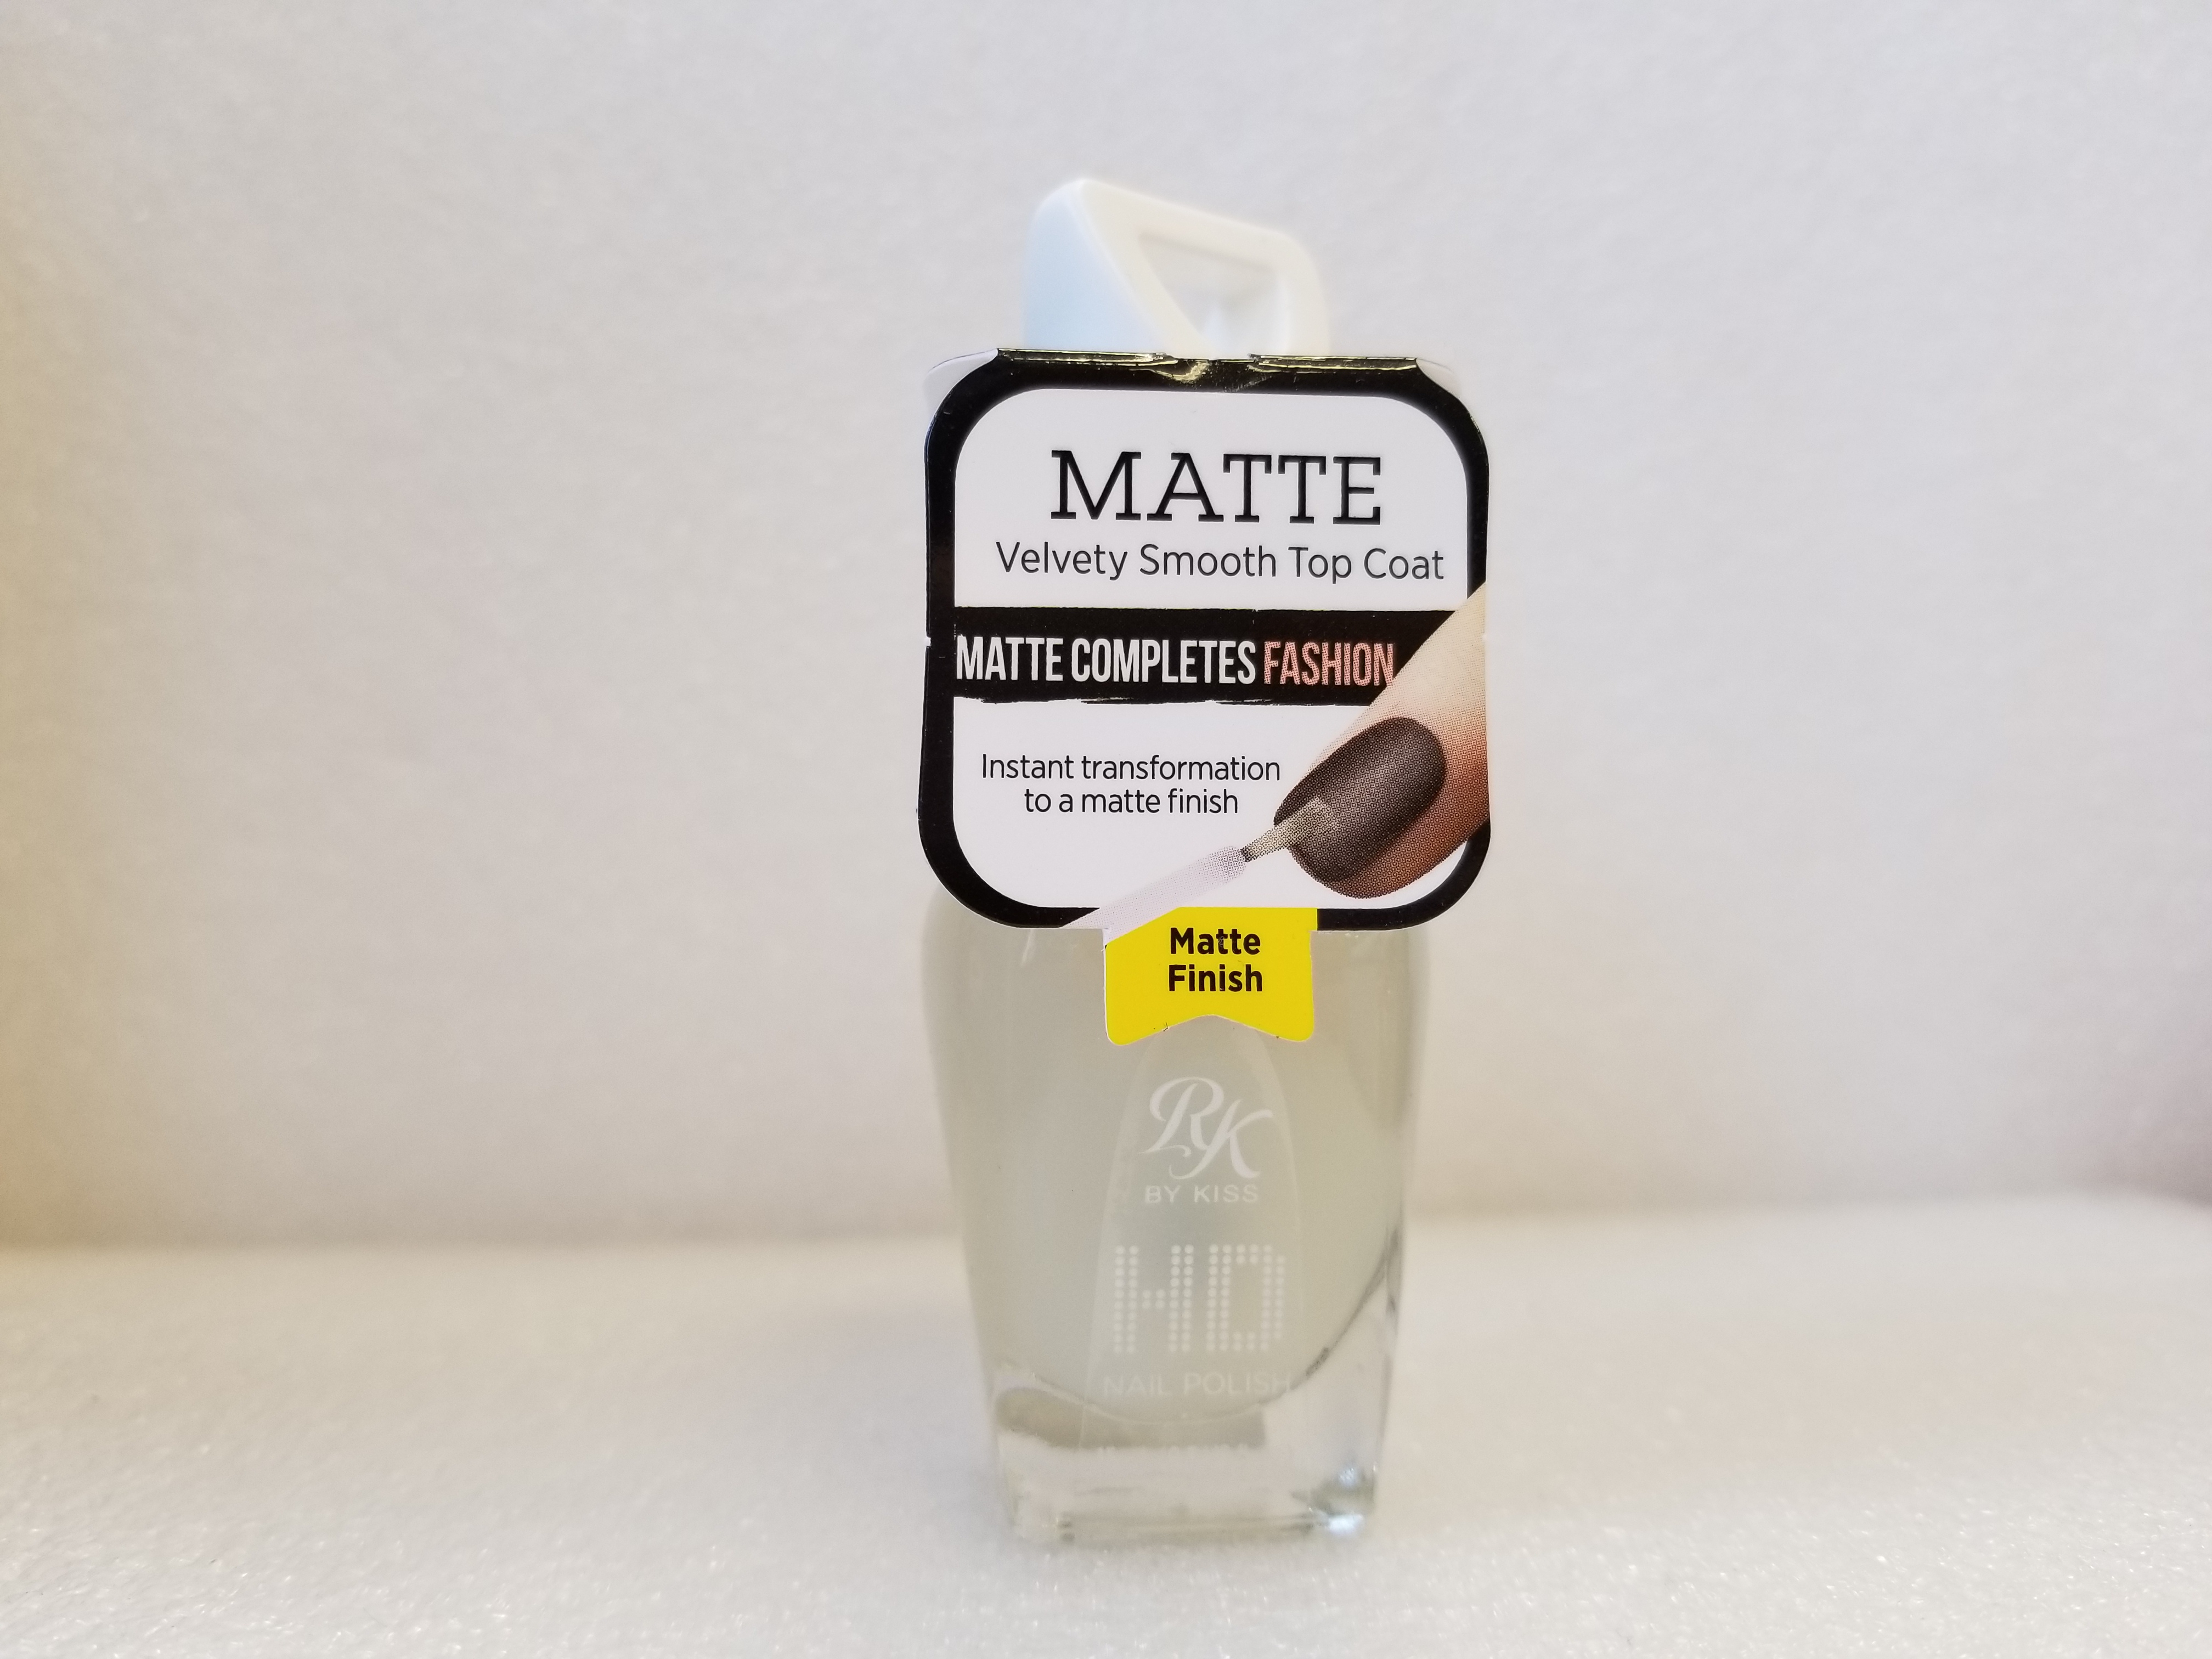 MATTE
Velvety Smooth Top Coat
MATTE COMPLETES FASHION
Instant transformation
to a matte finish
Matte
Finish
RK
BY KISS
HD
NAIL POLISH